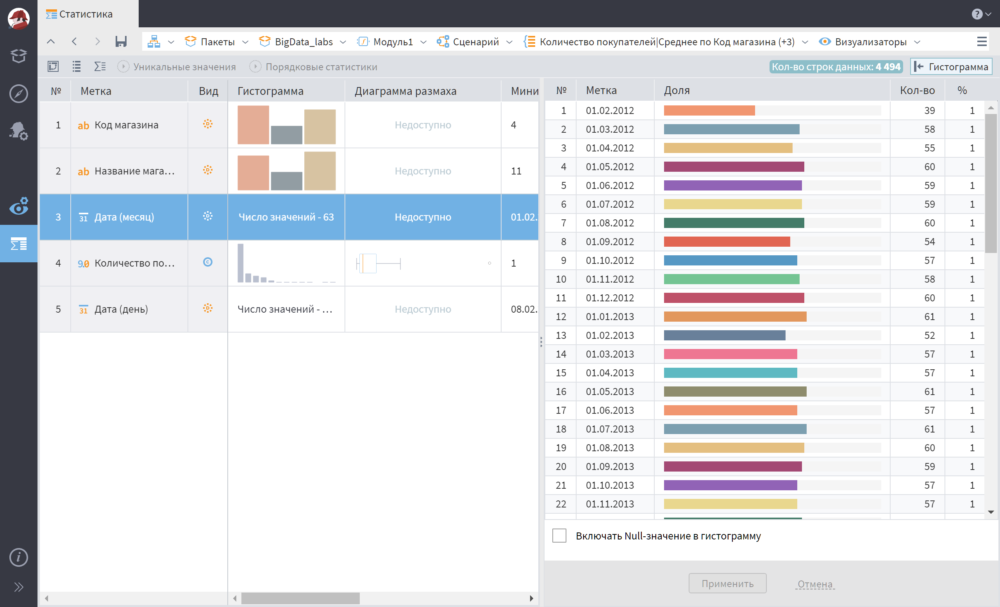 Статистика
Пакеты BigData_labs Модуль1 Сценарий Количество покупателей|Среднее по Код магазина (+3) Визуализаторы
Уникальные значения Порядковые статистики Кол-во строк данных: 4 494 Гистограмма
№ Метка Вид Гистограмма Диаграмма размаха Мини
1 ab Код магазина Недоступно 4
2 ab Название мага... Недоступно 11
3 31 Дата (месяц) Число значений - 63 Недоступно 01.02.
4 9.0 Количество по... 1
5 31 Дата (день) Число значений - ... Недоступно 08.02.
№ Метка Доля Кол-во %
1 01.02.2012 39 1
2 01.03.2012 58 1
3 01.04.2012 55 1
4 01.05.2012 60 1
5 01.06.2012 59 1
6 01.07.2012 59 1
7 01.08.2012 60 1
8 01.09.2012 54 1
9 01.10.2012 57 1
10 01.11.2012 58 1
11 01.12.2012 60 1
12 01.01.2013 61 1
13 01.02.2013 52 1
14 01.03.2013 57 1
15 01.04.2013 57 1
16 01.05.2013 61 1
17 01.06.2013 57 1
18 01.07.2013 61 1
19 01.08.2013 60 1
20 01.09.2013 59 1
21 01.10.2013 57 1
22 01.11.2013 57 1
Включать Null-значение в гистограмму
Применить Отмена